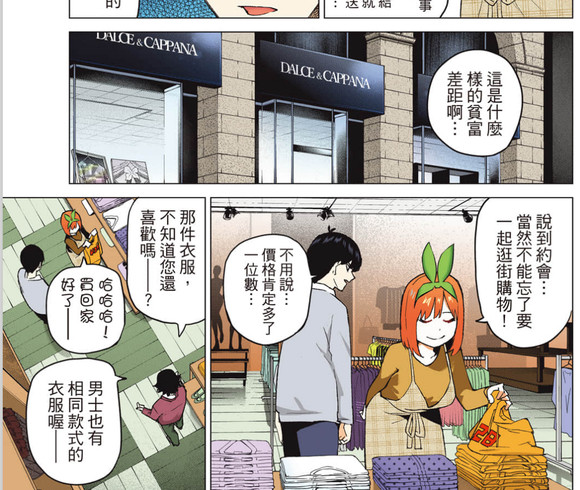 的
結
就
送
：
事
DALCE & CAPPANA
DALCE & CAPPANA
這是什麼
樣的貧富
差距啊…
說到約會…
當然不能忘了要
一起逛街購物！
不用說…
價格肯定多了
一位數…
28
那件衣服，
不知道您還
喜歡嗎——？
哈哈哈！
買回家
好了——
男士也有
相同款式的
衣服喔——